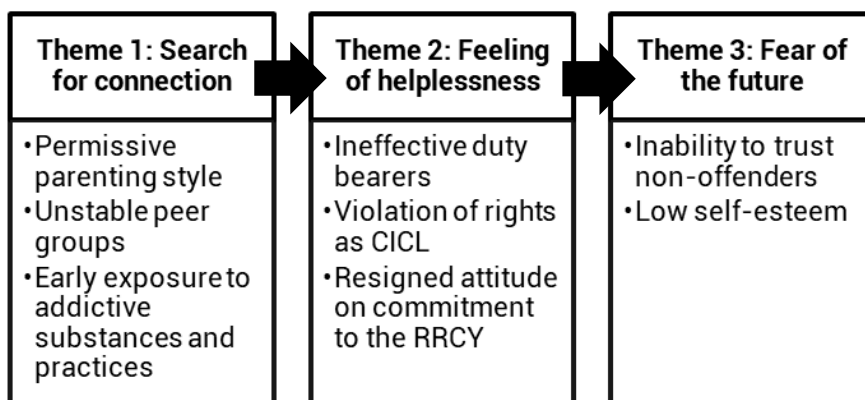 Theme 1: Search
for connection
•Permissive
parenting style
•Unstable peer
groups
•Early exposure to
addictive
substances and
practices
Theme 2: Feeling
of helplessness
•Ineffective duty
bearers
•Violation of rights
as CICL
•Resigned attitude
on commitment
to the RRCY
Theme 3: Fear of
the future
•Inability to trust
non-offenders
•Low self-esteem